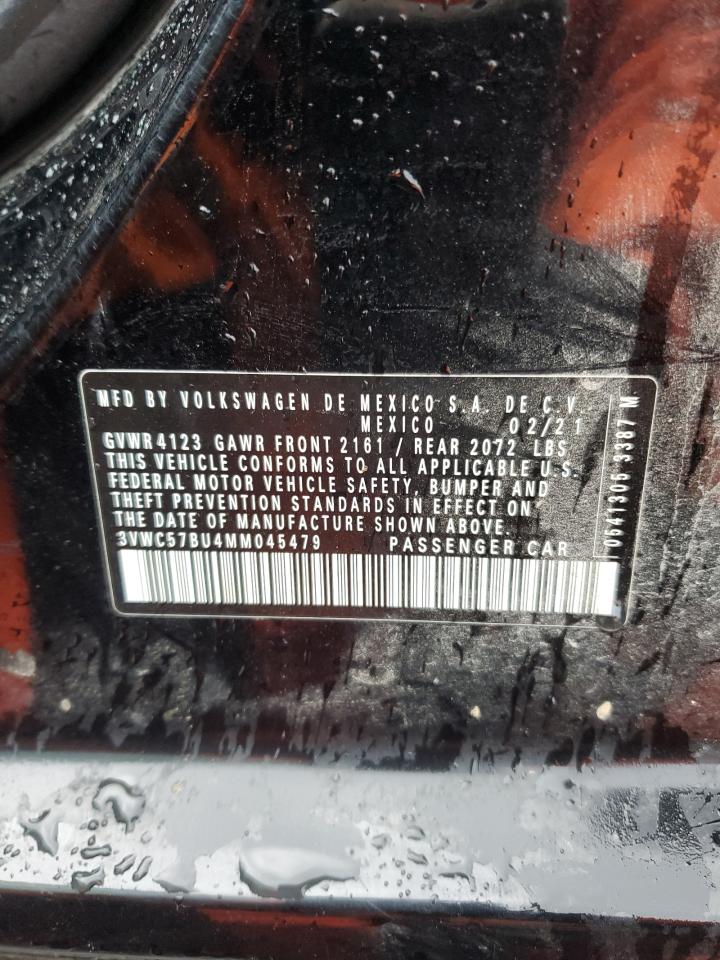 MFD BY VOLKSWAGEN DE MEXICO S.A. DE C.V
MEXICO 02/21
GVWR 4123 GAWR FRONT 2161 / REAR 2072 LBS
THIS VEHICLE CONFORMS TO ALL APPLICABLE U.S.
FEDERAL MOTOR VEHICLE SAFETY, BUMPER AND
THEFT PREVENTION STANDARDS IN EFFECT ON
THE DATE OF MANUFACTURE SHOWN ABOVE.
3VWC57BU4MM045479 PASSENGER CAR
0641306 3387 M